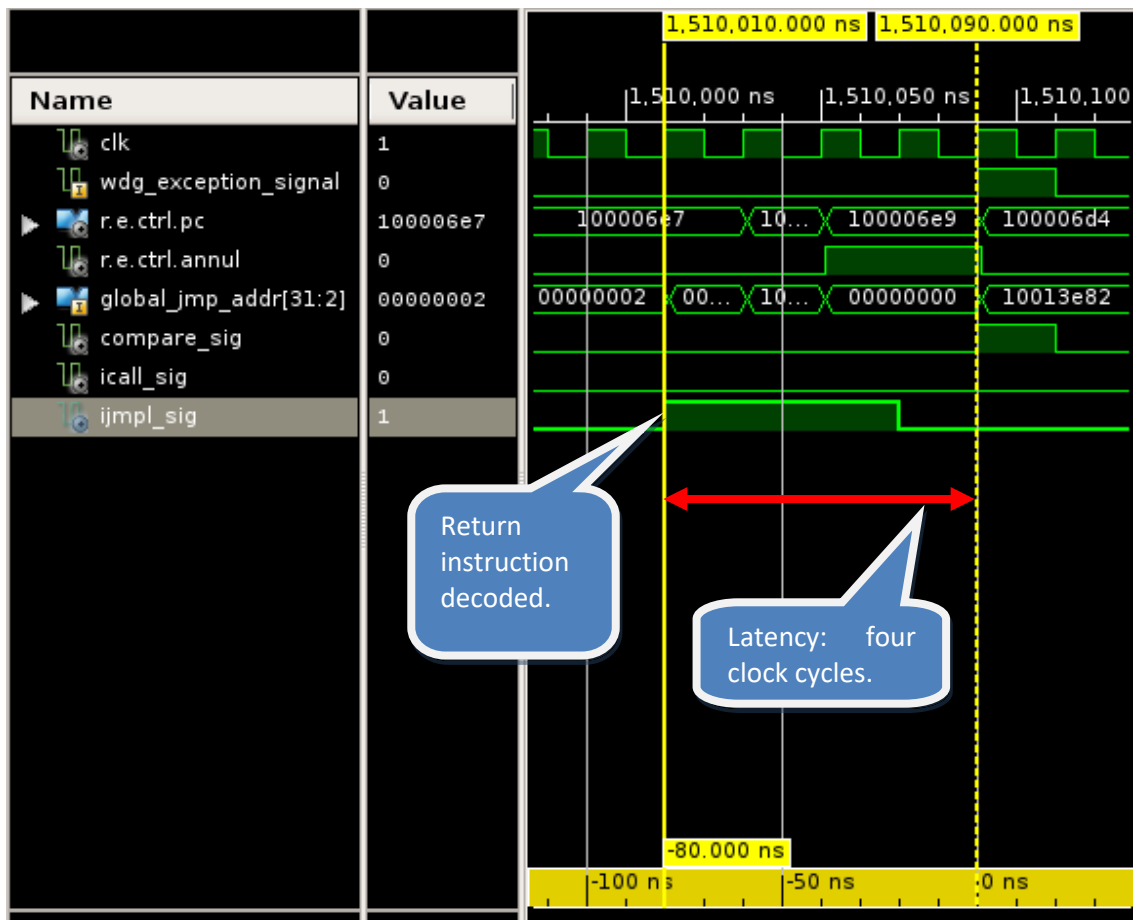 1,510,010.000 ns 1,510,090.000 ns
Name Value |1,510,000 ns |1,510,050 ns |1,510,100
clk 1
wdg_exception_signal 0
r.e.ctrl.pc 100006e7 100006e7 10... 100006e9 100006d4
r.e.ctrl.annul 0
global_jmp_addr[31:2] 00000002 00000002 00... 10... 00000000 10013e82
compare_sig 0
icall_sig 0
ijmpl_sig 1
Return
instruction
decoded.
Latency: four
clock cycles.
-80.000 ns
-100 ns -50 ns 0 ns